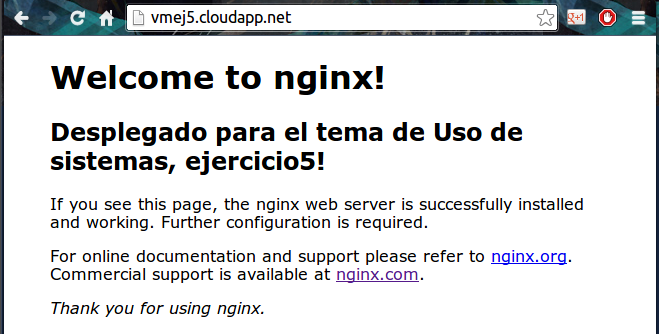 vmej5.cloudapp.net
g+1
Welcome to nginx!
Desplegado para el tema de Uso de
sistemas, ejercicio5!
If you see this page, the nginx web server is successfully installed
and working. Further configuration is required.
For online documentation and support please refer to nginx.org.
Commercial support is available at nginx.com.
Thank you for using nginx.